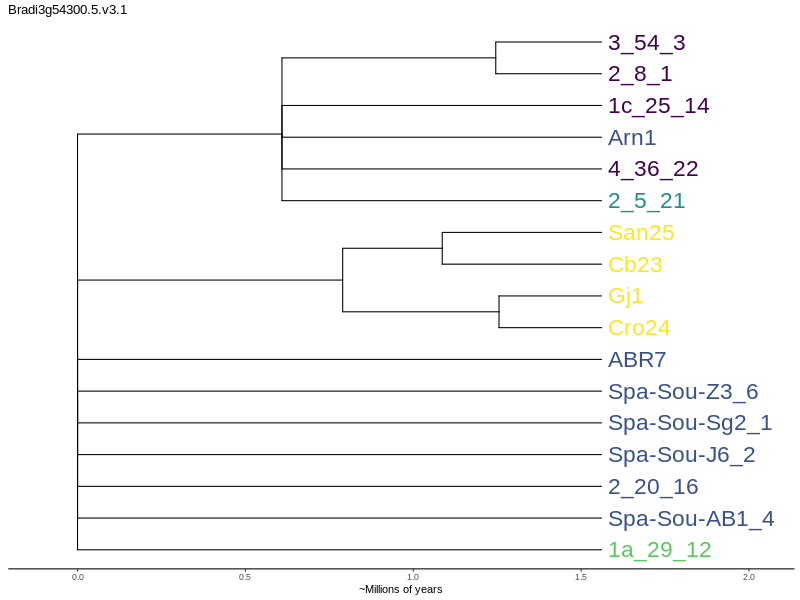 Bradi3g54300.5.v3.1
3_54_3
2_8_1
1c_25_14
Arn1
4_36_22
2_5_21
San25
Cb23
Gj1
Cro24
ABR7
Spa-Sou-Z3_6
Spa-Sou-Sg2_1
Spa-Sou-J6_2
2_20_16
Spa-Sou-AB1_4
1a_29_12
0.0 0.5 1.0 1.5 2.0
~Millions of years